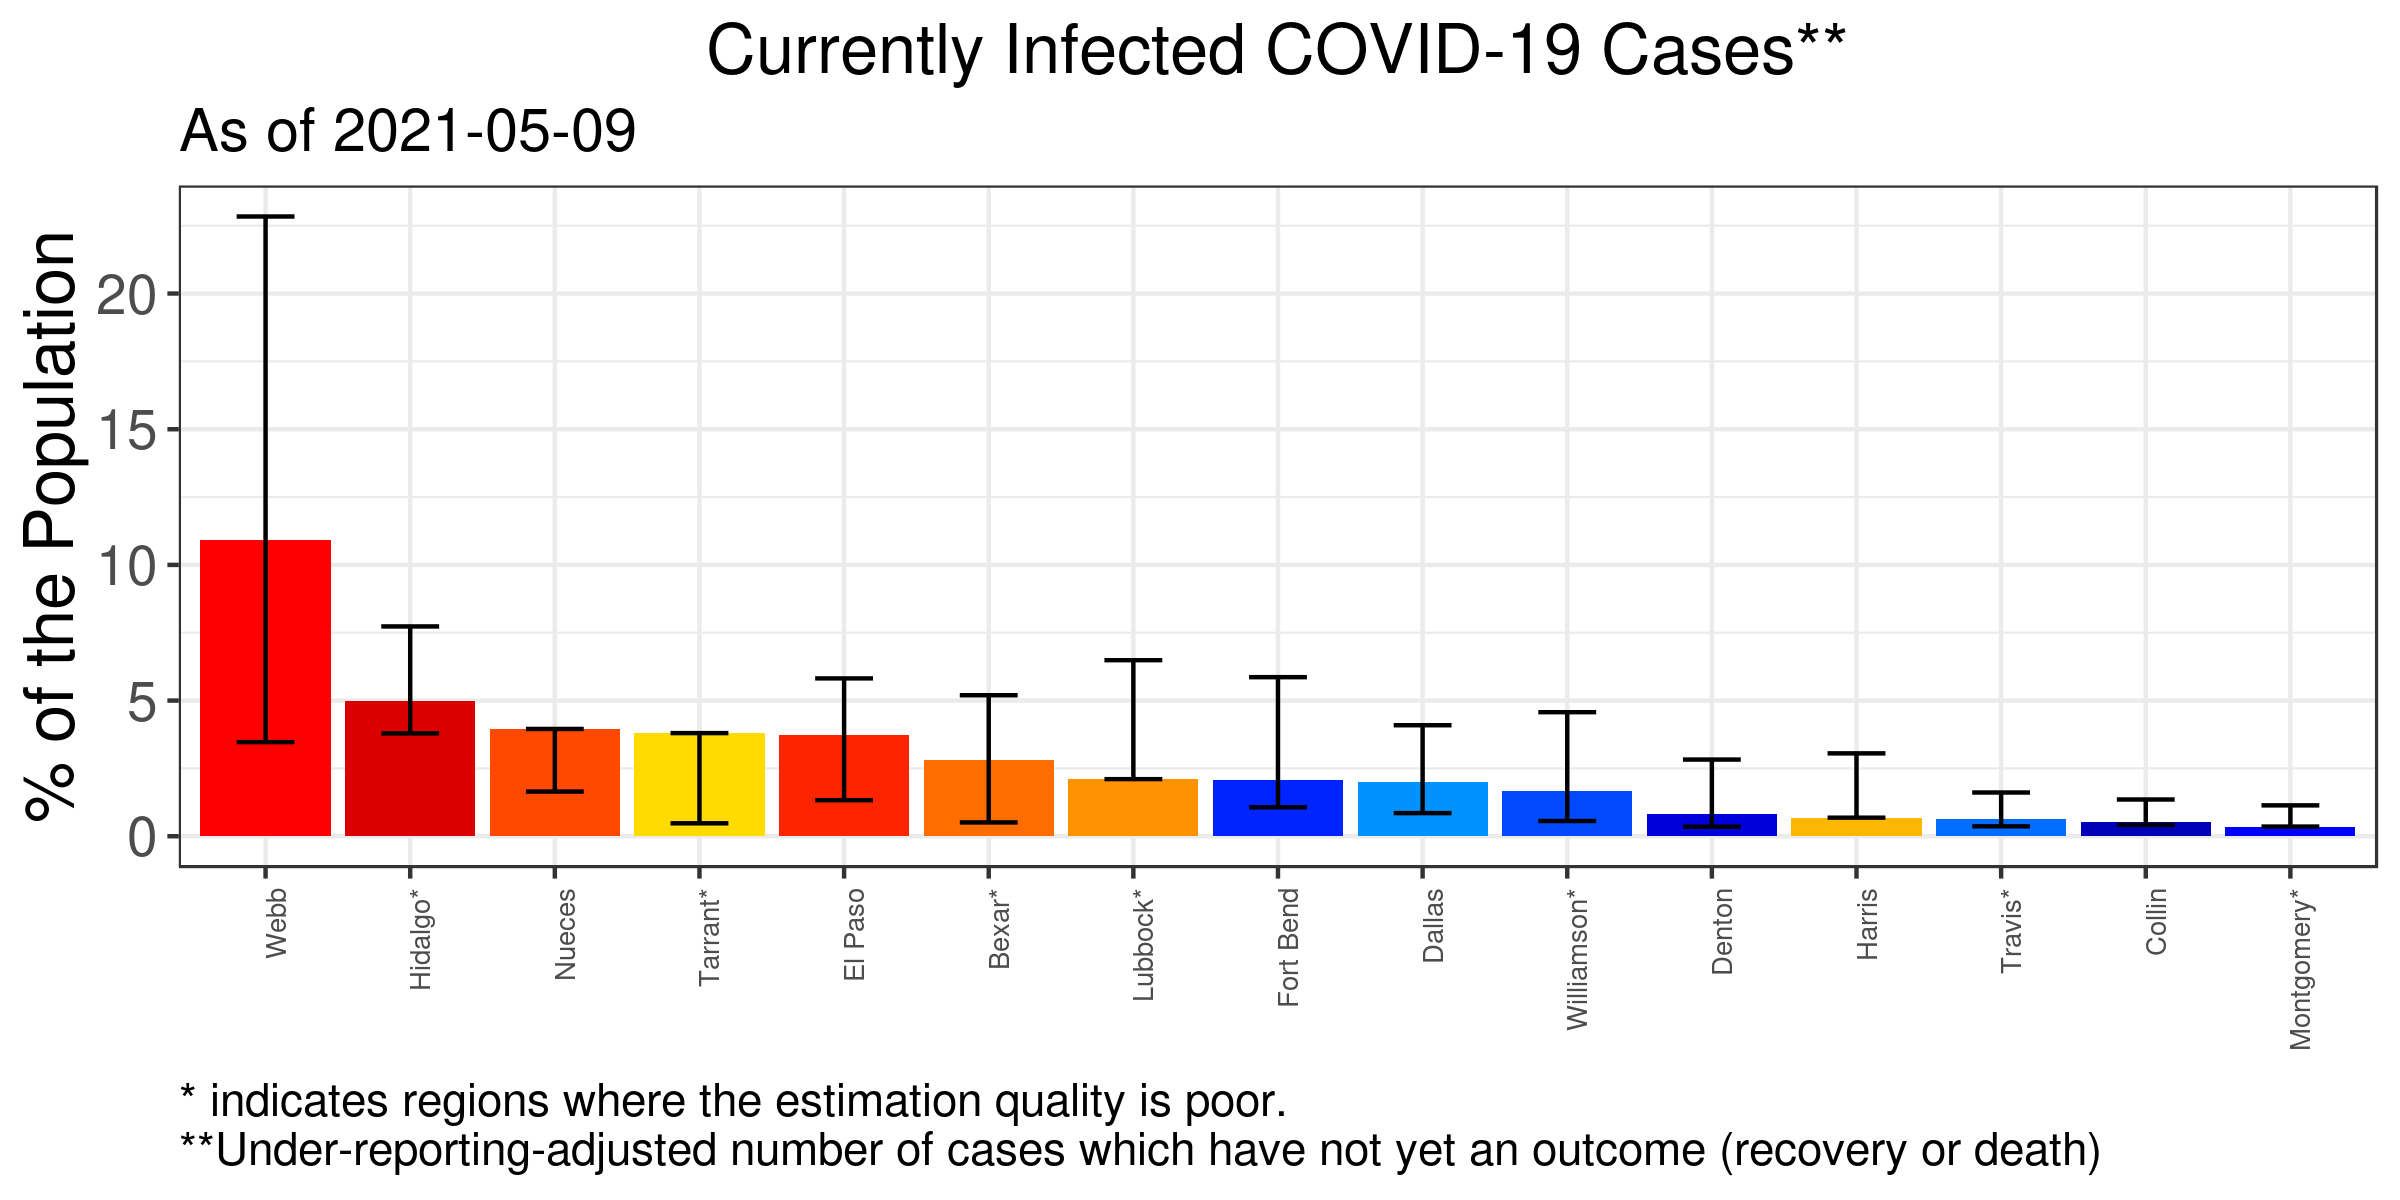 Currently Infected COVID-19 Cases**
As of 2021-05-09
% of the Population
20
15
10
5
0
Webb
Hidalgo*
Nueces
Tarrant*
El Paso
Bexar*
Lubbock*
Fort Bend
Dallas
Williamson*
Denton
Harris
Travis*
Collin
Montgomery*
* indicates regions where the estimation quality is poor.
**Under-reporting-adjusted number of cases which have not yet an outcome (recovery or death)